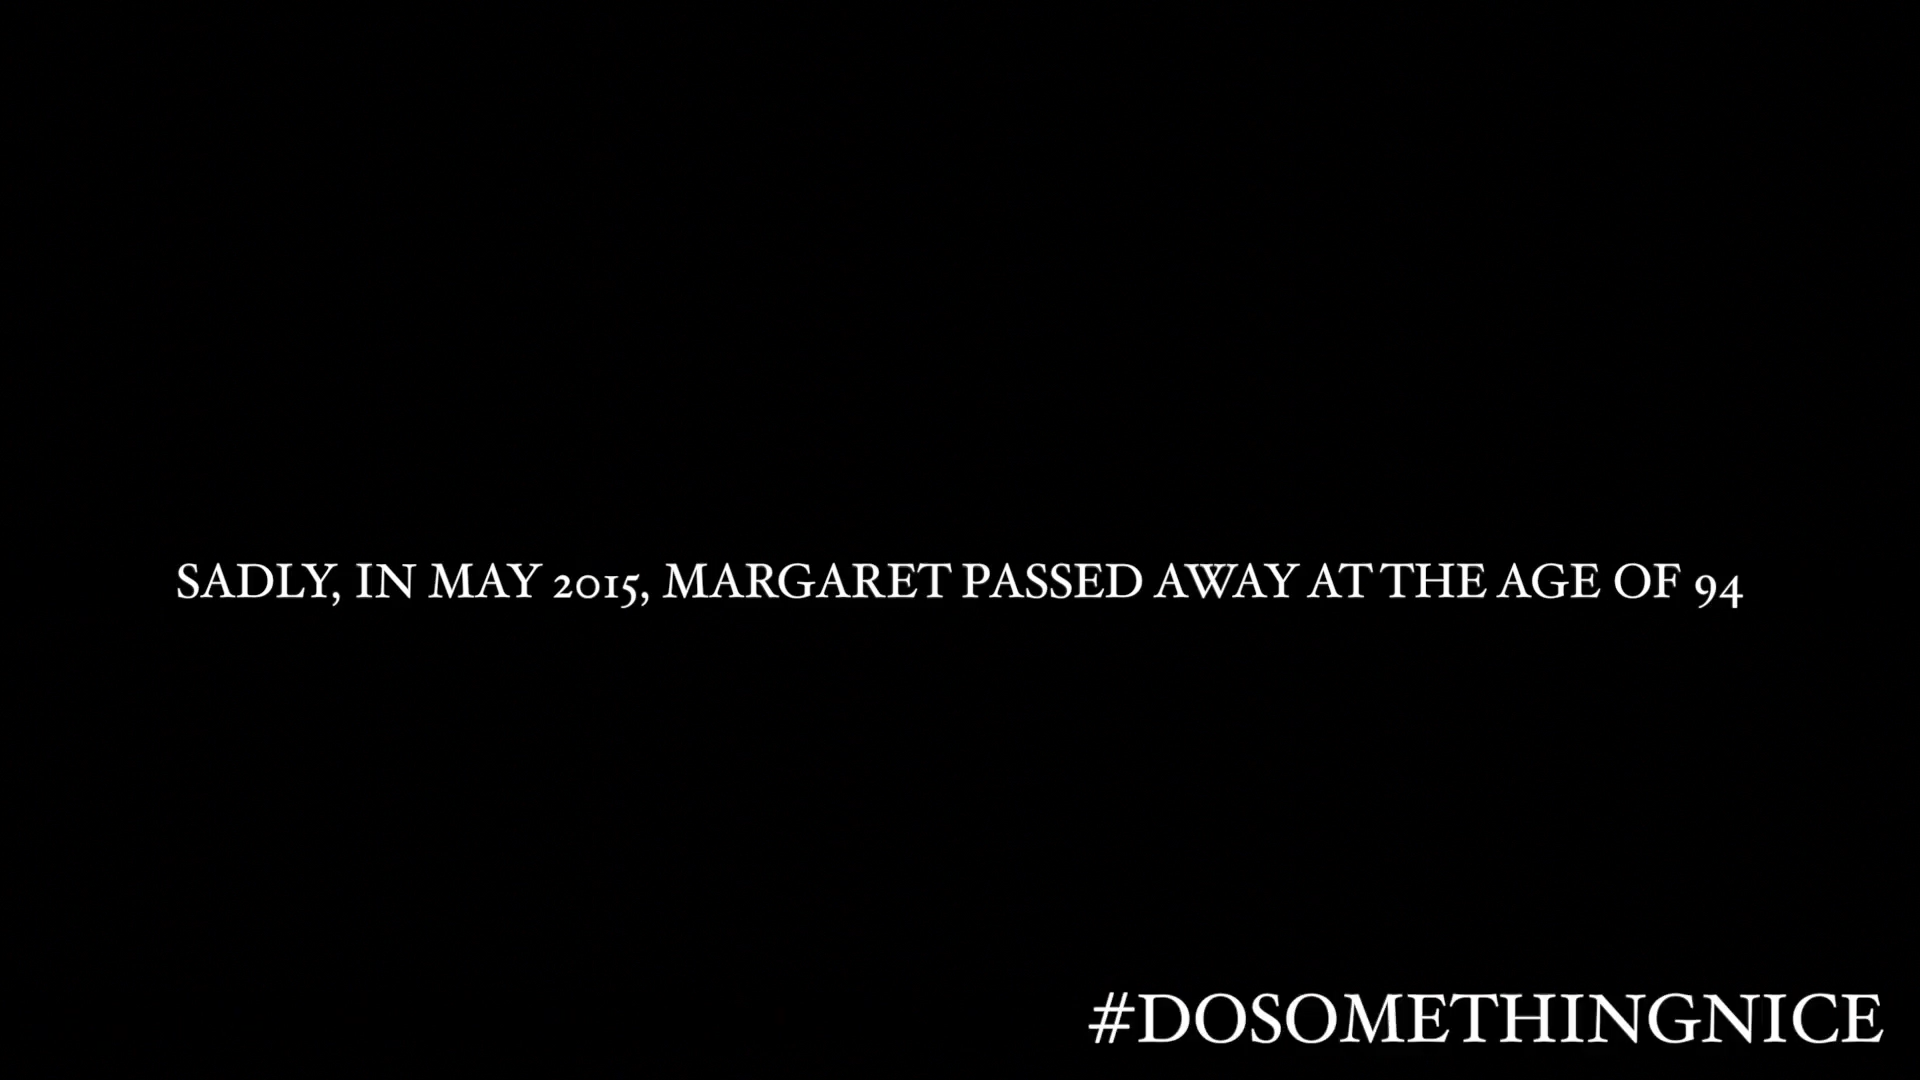 SADLY, IN MAY 2015, MARGARET PASSED AWAY AT THE AGE OF 94
#DOSOMETHINGNICE